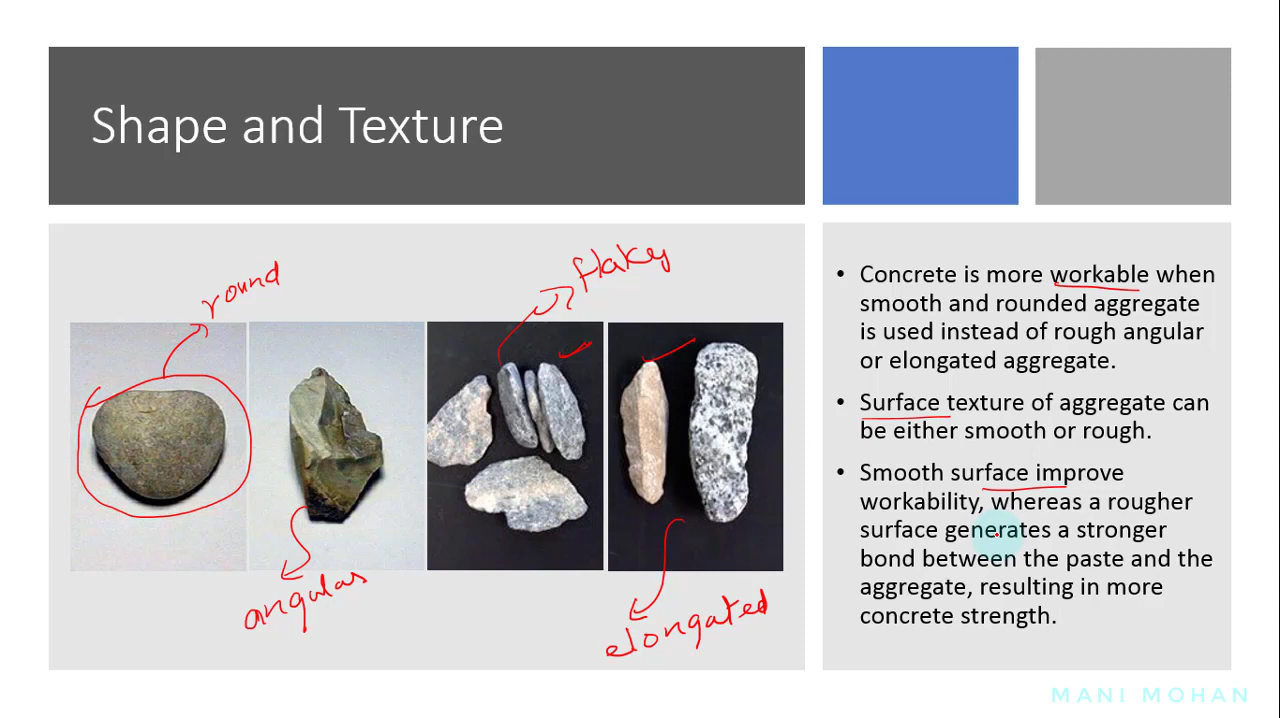 Shape and Texture
round
flaky
angular
elongated
• Concrete is more workable when
smooth and rounded aggregate
is used instead of rough angular
or elongated aggregate.
• Surface texture of aggregate can
be either smooth or rough.
• Smooth surface improve
workability, whereas a rougher
surface generates a stronger
bond between the paste and the
aggregate, resulting in more
concrete strength.
MANI MOHAN